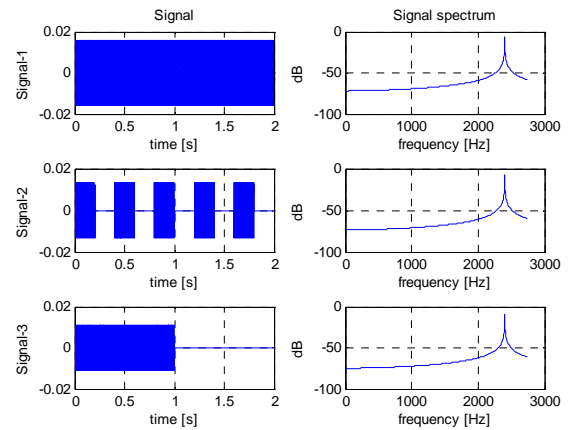 Signal
Signal spectrum
Signal-1
0.02
0
-0.02
0 0.5 1 1.5 2
time [s]
dB
0
-50
-100
0 1000 2000 3000
frequency [Hz]
Signal-2
0.02
0
-0.02
0 0.5 1 1.5 2
time [s]
dB
0
-50
-100
0 1000 2000 3000
frequency [Hz]
Signal-3
0.02
0
-0.02
0 0.5 1 1.5 2
time [s]
dB
0
-50
-100
0 1000 2000 3000
frequency [Hz]